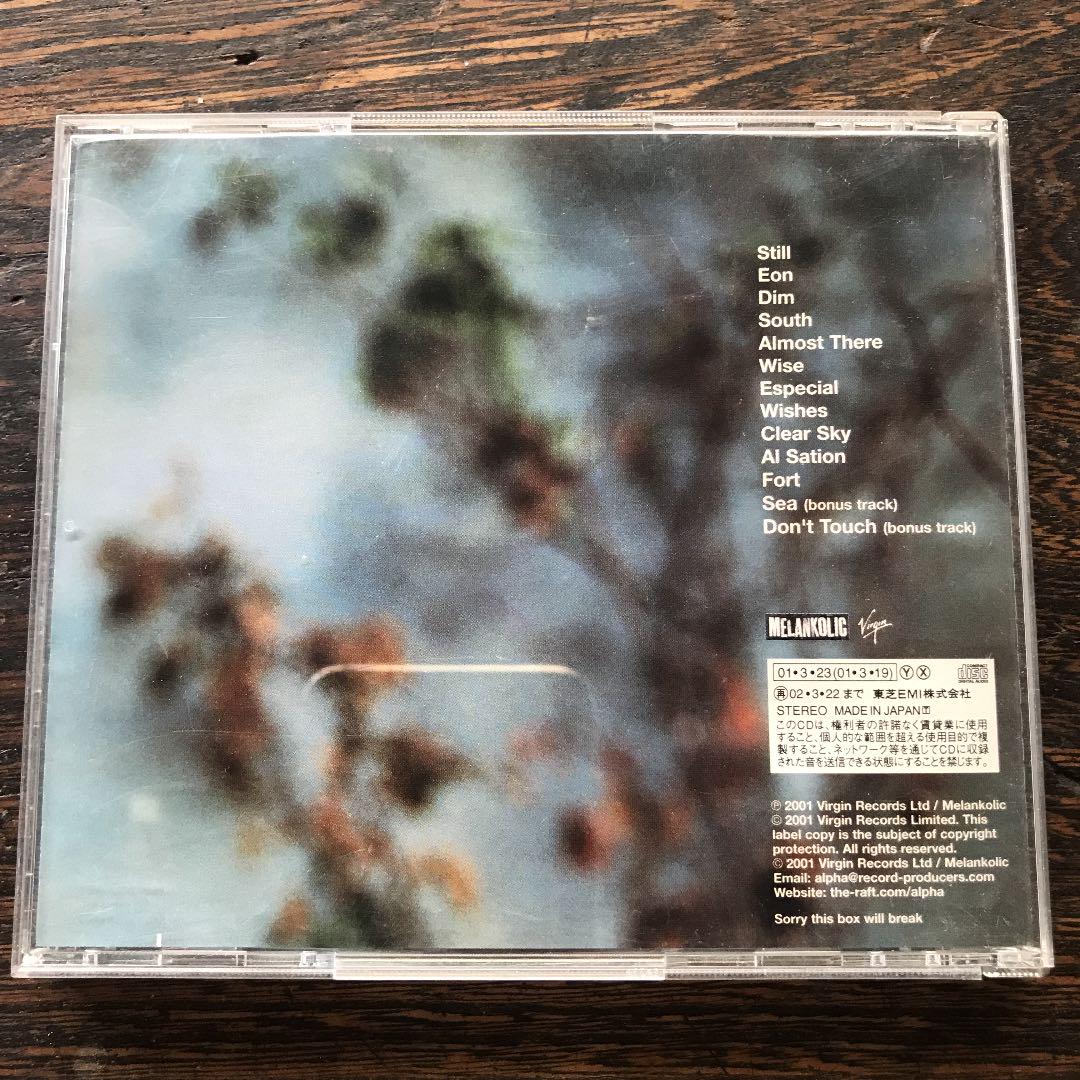 Still
Eon
Dim
South
Almost There
Wise
Especial
Wishes
Clear Sky
Al Sation
Fort
Sea (bonus track)
Don't Touch (bonus track)
MELANKOLIC Virgin
01•3•23(01•3•19) Ⓨ Ⓧ COMPACT disc DIGITAL AUDIO
㊢02•3•22まで 東芝EMI株式会社
STEREO MADE IN JAPAN
このCDは、権利者の許諾なく賃貸業に使用
すること、個人的な範囲を超える使用目的で複
製すること、ネットワーク等を通じてCDに収録
された音を送信できる状態にすることを禁じます。
℗ 2001 Virgin Records Ltd / Melankolic
© 2001 Virgin Records Limited. This
label copy is the subject of copyright
protection. All rights reserved.
© 2001 Virgin Records Ltd / Melankolic
Email: alpha@record-producers.com
Website: the-raft.com/alpha
Sorry this box will break